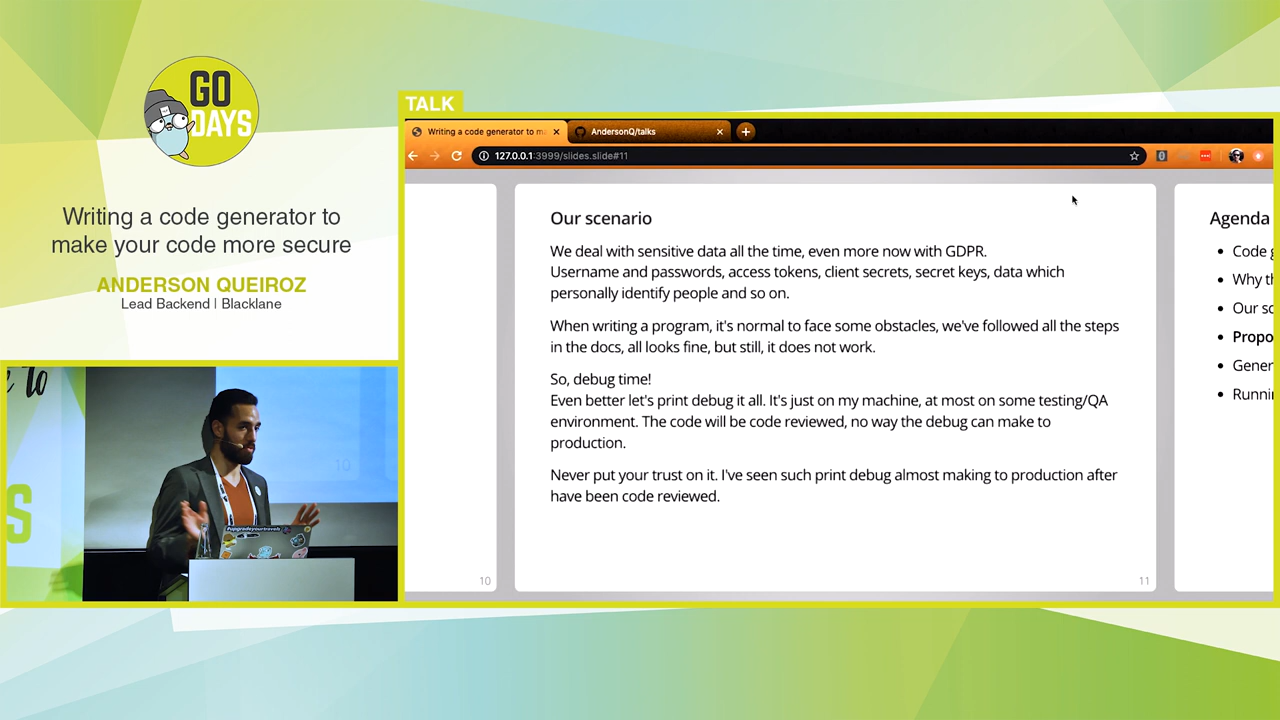 GO
DAYS
Writing a code generator to
make your code more secure
ANDERSON QUEIROZ
Lead Backend | Blacklane
TALK
Writing a code generator to m
AndersonQ/talks
127.0.0.1:3999/slides.slide#11
Our scenario
We deal with sensitive data all the time, even more now with GDPR.
Username and passwords, access tokens, client secrets, secret keys, data which
personally identify people and so on.
When writing a program, it's normal to face some obstacles, we've followed all the steps
in the docs, all looks fine, but still, it does not work.
So, debug time!
Even better let's print debug it all. It's just on my machine, at most on some testing/QA
environment. The code will be code reviewed, no way the debug can make to
production.
Never put your trust on it. I've seen such print debug almost making to production after
have been code reviewed.
10
11
Agenda
Code
Why
Our
Propo
Gener
Runni
to
S
10
#upgradeyourtravels